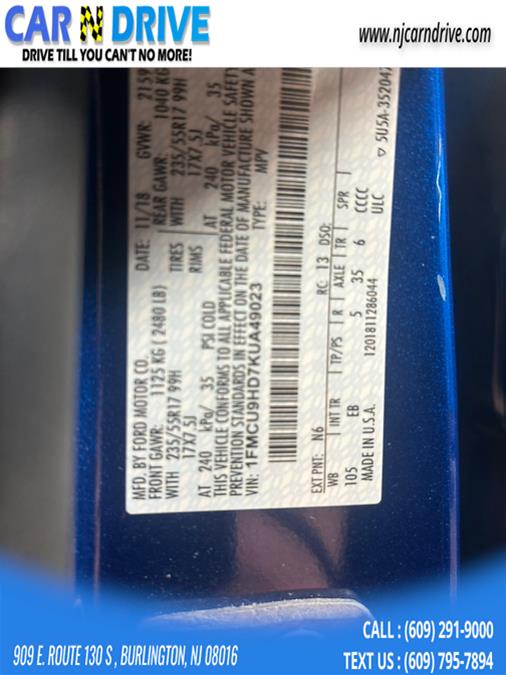 CAR N DRIVE
DRIVE TILL YOU CAN'T NO MORE!
www.njcarndrive.com
MFD. BY FORD MOTOR CO.
DATE: 11/18 GVWR: 2159
FRONT GAWR: 1125 KG ( 2480 LB) REAR GAWR: 1040 KG
WITH 235/55R17 99H TIRES WITH 235/55R17 99H
17X7.5J RIMS 17X7.5J
AT 240 kPa/ 35 PSI COLD AT 240 kPa/ 35
THIS VEHICLE CONFORMS TO ALL APPLICABLE FEDERAL MOTOR VEHICLE SAFETY
PREVENTION STANDARDS IN EFFECT ON THE DATE OF MANUFACTURE SHOWN
VIN: 1FMCU9HD7KUA49023 TYPE: MPV
EXT PNT: N6 RC: 13 DSO:
WB INT TR TP/PS R AXLE TR SPR
105 EB 5 35 6 CCCC
MADE IN U.S.A. 1201811286044 ULC
5U5A-35204
909 E. ROUTE 130 S , BURLINGTON, NJ 08016
CALL : (609) 291-9000
TEXT US : (609) 795-7894